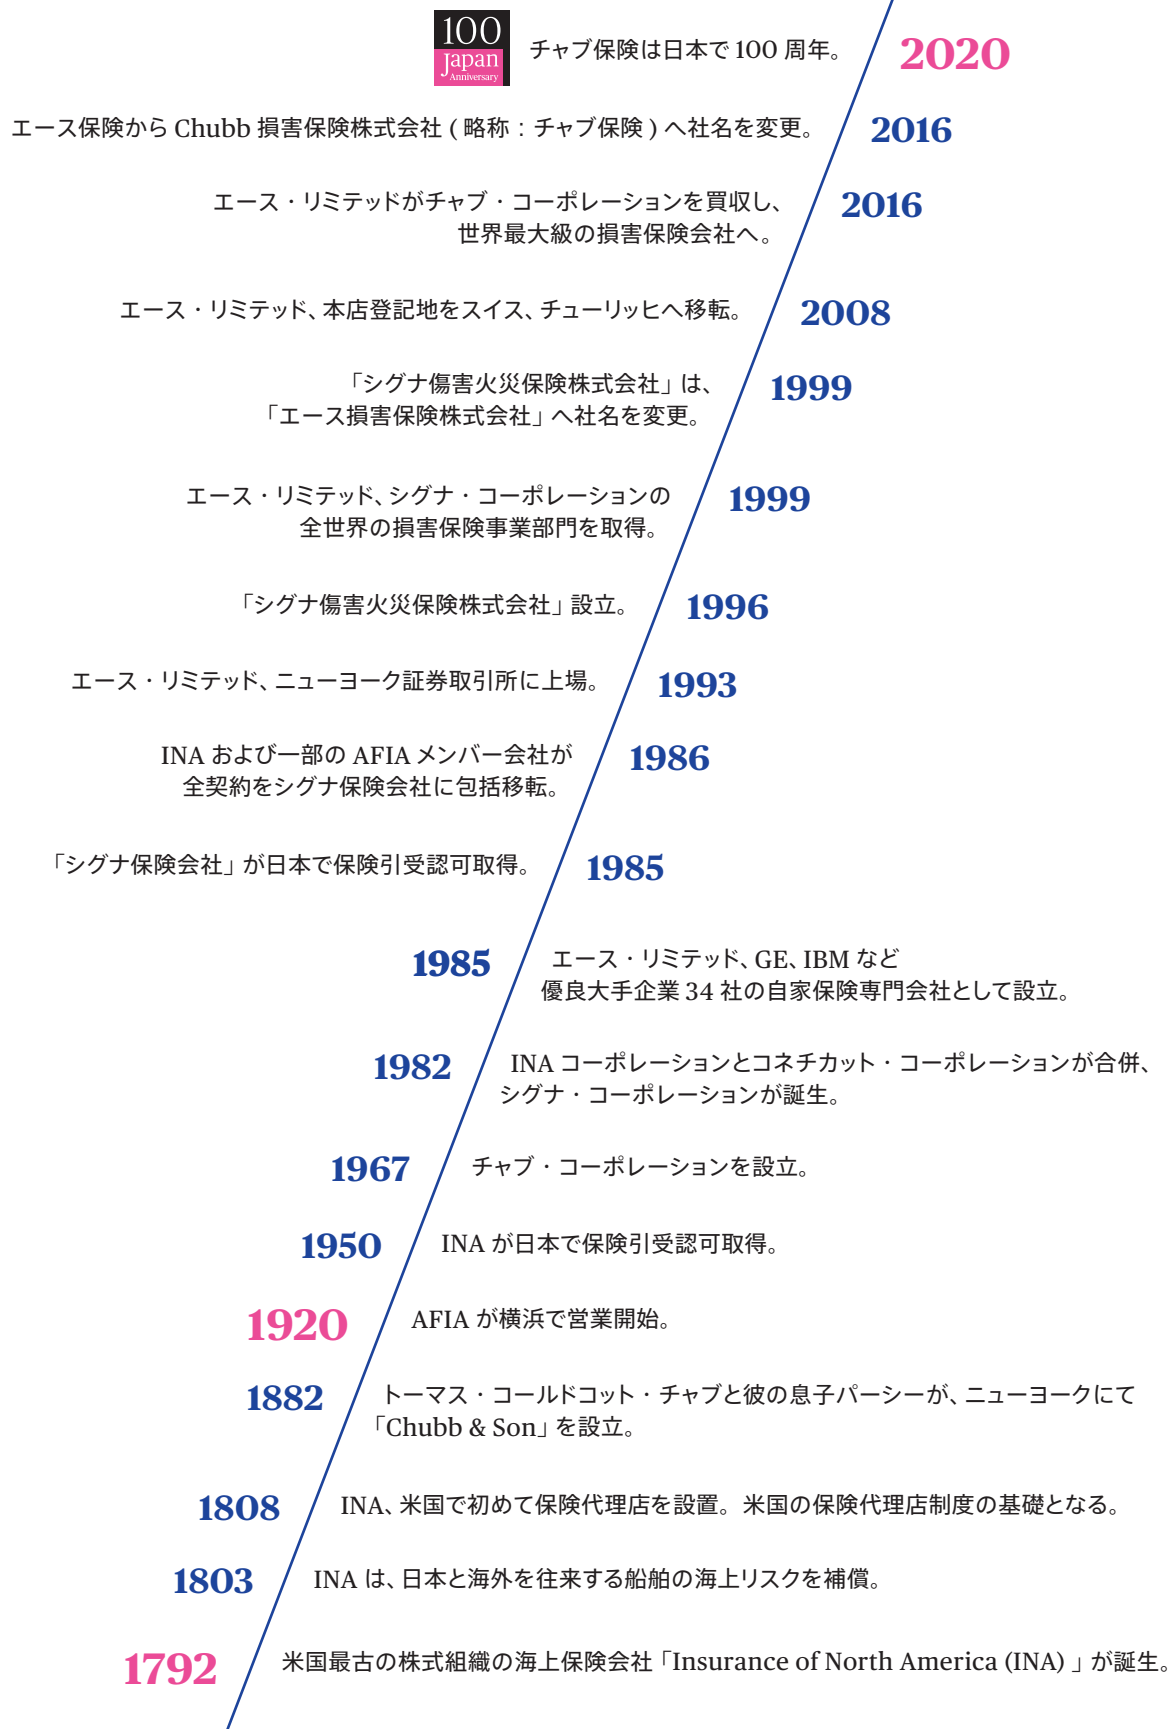 100
Japan
Anniversary
チャブ保険は日本で 100 周年。
2020
エース保険から Chubb 損害保険株式会社 ( 略称：チャブ保険 ) へ社名を変更。
2016
エース・リミテッドがチャブ・コーポレーションを買収し、
世界最大級の損害保険会社へ。
2016
エース・リミテッド、本店登記地をスイス、チューリッヒへ移転。
2008
「シグナ傷害火災保険株式会社」は、
「エース損害保険株式会社」へ社名を変更。
1999
エース・リミテッド、シグナ・コーポレーションの
全世界の損害保険事業部門を取得。
1999
「シグナ傷害火災保険株式会社」設立。
1996
エース・リミテッド、ニューヨーク証券取引所に上場。
1993
INA および一部の AFIA メンバー会社が
全契約をシグナ保険会社に包括移転。
1986
「シグナ保険会社」が日本で保険引受認可取得。
1985
1985
エース・リミテッド、GE、IBM など
優良大手企業 34 社の自家保険専門会社として設立。
1982
INA コーポレーションとコネチカット・コーポレーションが合併、
シグナ・コーポレーションが誕生。
1967
チャブ・コーポレーションを設立。
1950
INA が日本で保険引受認可取得。
1920
AFIA が横浜で営業開始。
1882
トーマス・コールドコット・チャブと彼の息子パーシーが、ニューヨークにて
「Chubb & Son」を設立。
1808
INA、米国で初めて保険代理店を設置。米国の保険代理店制度の基礎となる。
1803
INA は、日本と海外を往来する船舶の海上リスクを補償。
1792
米国最古の株式組織の海上保険会社「Insurance of North America (INA) 」が誕生。